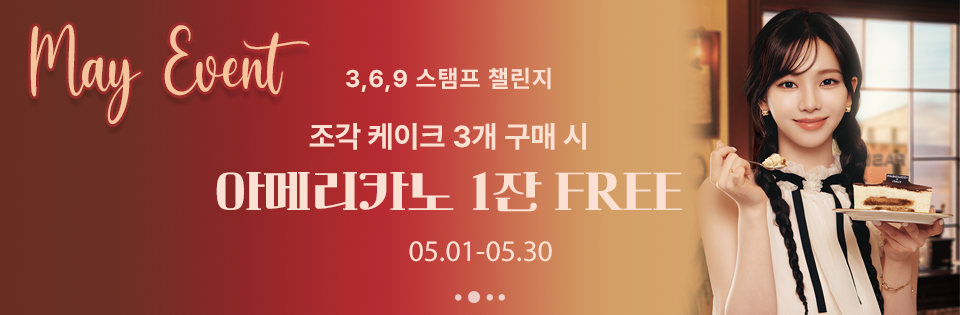 May Event
3,6,9 스탬프 챌린지
조각 케이크 3개 구매 시
아메리카노 1잔 FREE
05.01-05.30